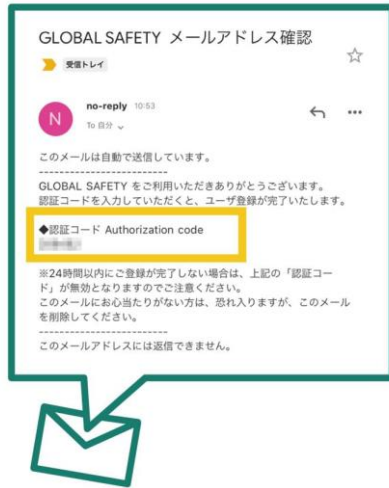 GLOBAL SAFETY メールアドレス確認
受信トレイ
N
no-reply 10:53
To 自分
このメールは自動で送信しています。
-------------------------
GLOBAL SAFETY をご利用いただきありがとうございます。
認証コードを入力していただくと、ユーザ登録が完了いたします。
◆認証コード Authorization code
※24時間以内にご登録が完了しない場合は、上記の「認証コー
ド」が無効となりますのでご注意ください。
このメールにお心当たりがない方は、恐れ入りますが、このメール
を削除してください。
-------------------------
このメールアドレスには返信できません。